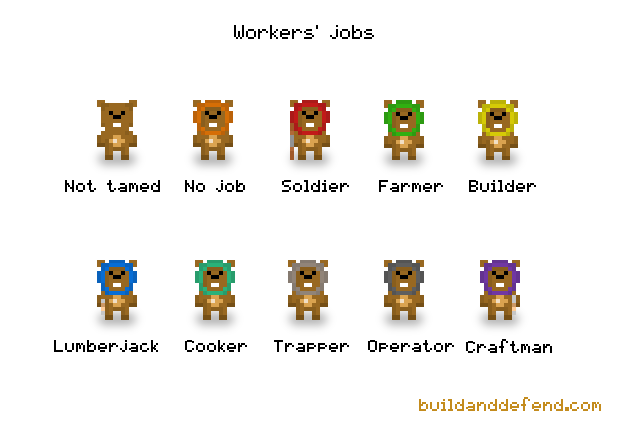 Workers' jobs
Not tamed No job Soldier Farmer Builder
Lumberjack Cooker Trapper Operator Craftman
buildanddefend.com